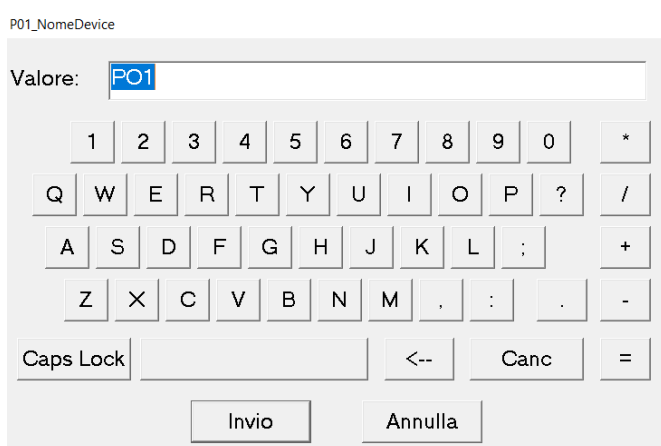 P01_NomeDevice
Valore: PO1
1 2 3 4 5 6 7 8 9 0 *
Q W E R T Y U I O P ? /
A S D F G H J K L ; +
Z X C V B N M , : . -
Caps Lock <-- Canc =
Invio Annulla